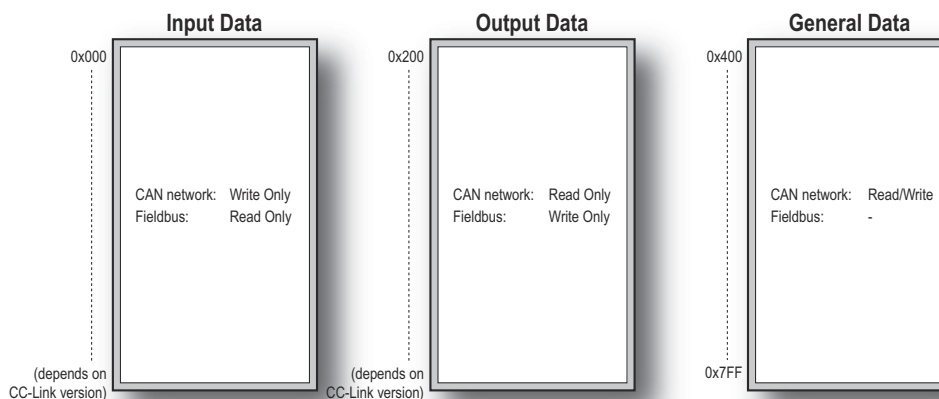 Input Data
0x000
CAN network: Write Only
Fieldbus: Read Only
(depends on
CC-Link version)
Output Data
0x200
CAN network: Read Only
Fieldbus: Write Only
(depends on
CC-Link version)
General Data
0x400
CAN network: Read/Write
Fieldbus: -
0x7FF